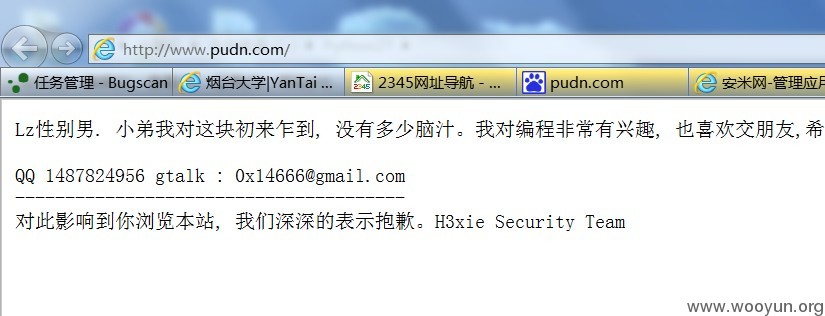 http://www.pudn.com/
任务管理 - Bugscan
烟台大学|YanTai ...
2345网址导航 - ...
pudn.com
安米网-管理应用
Lz性别男. 小弟我对这块初来乍到, 没有多少脑汁。我对编程非常有兴趣, 也喜欢交朋友,希
QQ 1487824956 gtalk : 0x14666@gmail.com
---------------------------------------
对此影响到你浏览本站, 我们深深的表示抱歉。H3xie Security Team
www.wooyun.org